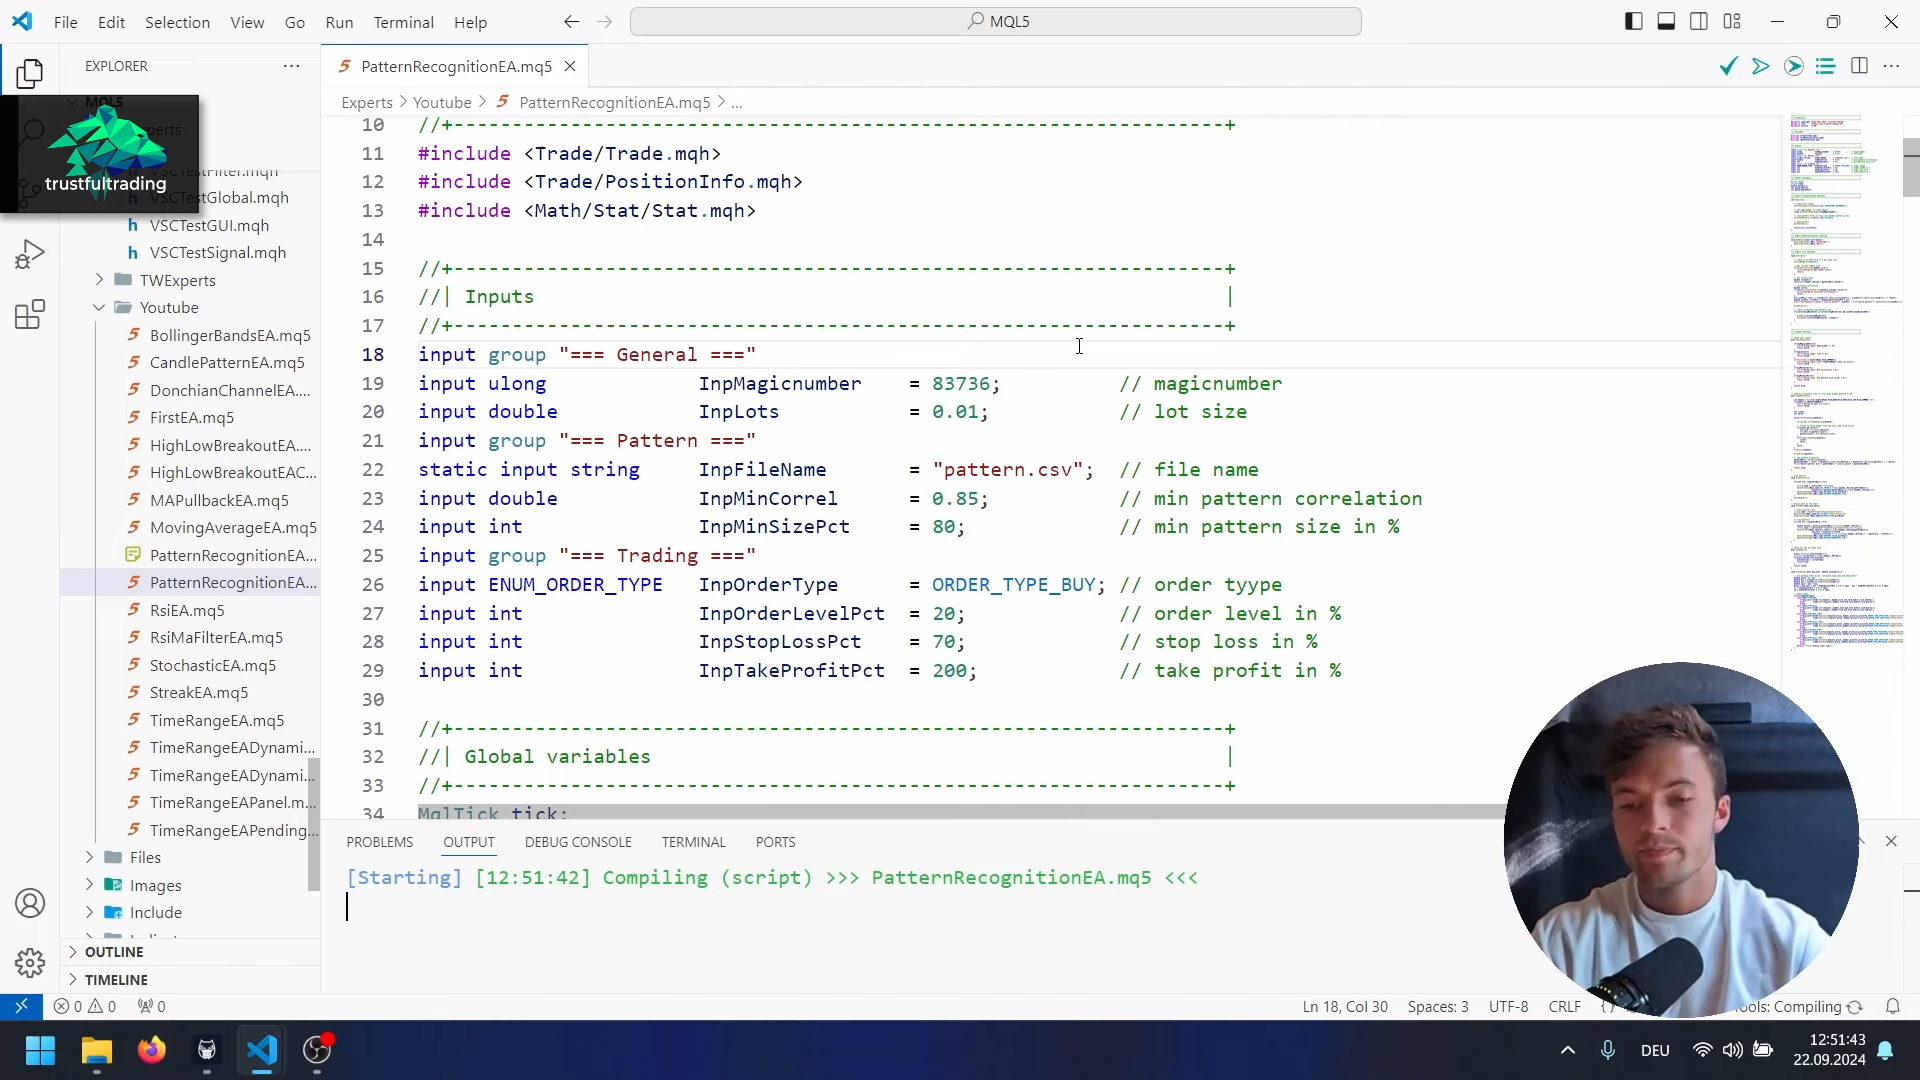 File Edit Selection View Go Run Terminal Help
MQL5
EXPLORER
PatternRecognitionEA.mq5
Experts > Youtube > PatternRecognitionEA.mq5 > ...
trustfultrading
VSCTestGlobal.mqh
VSCTestGUI.mqh
VSCTestSignal.mqh
TWExperts
Youtube
BollingerBandsEA.mq5
CandlePatternEA.mq5
DonchianChannelEA....
FirstEA.mq5
HighLowBreakoutEA....
HighLowBreakoutEAC...
MAPullbackEA.mq5
MovingAverageEA.mq5
PatternRecognitionEA...
PatternRecognitionEA...
RsiEA.mq5
RsiMaFilterEA.mq5
StochasticEA.mq5
StreakEA.mq5
TimeRangeEA.mq5
TimeRangeEADynami...
TimeRangeEADynami...
TimeRangeEAPanel.m...
TimeRangeEAPending...
Files
Images
Include
OUTLINE
TIMELINE
10 //+------------------------------------------------------------------+
11 #include <Trade/Trade.mqh>
12 #include <Trade/PositionInfo.mqh>
13 #include <Math/Stat/Stat.mqh>
14
15 //+------------------------------------------------------------------+
16 //| Inputs |
17 //+------------------------------------------------------------------+
18 input group "=== General ==="
19 input ulong InpMagicnumber = 83736; // magicnumber
20 input double InpLots = 0.01; // lot size
21 input group "=== Pattern ==="
22 static input string InpFileName = "pattern.csv"; // file name
23 input double InpMinCorrel = 0.85; // min pattern correlation
24 input int InpMinSizePct = 80; // min pattern size in %
25 input group "=== Trading ==="
26 input ENUM_ORDER_TYPE InpOrderType = ORDER_TYPE_BUY; // order tyype
27 input int InpOrderLevelPct = 20; // order level in %
28 input int InpStopLossPct = 70; // stop loss in %
29 input int InpTakeProfitPct = 200; // take profit in %
30
31 //+------------------------------------------------------------------+
32 //| Global variables |
33 //+------------------------------------------------------------------+
34 MqlTick tick;
PROBLEMS OUTPUT DEBUG CONSOLE TERMINAL PORTS
[Starting] [12:51:42] Compiling (script) >>> PatternRecognitionEA.mq5 <<<
0 0 0
Ln 18, Col 30 Spaces: 3 UTF-8 CRLF Compiling
DEU
12:51:43
22.09.2024